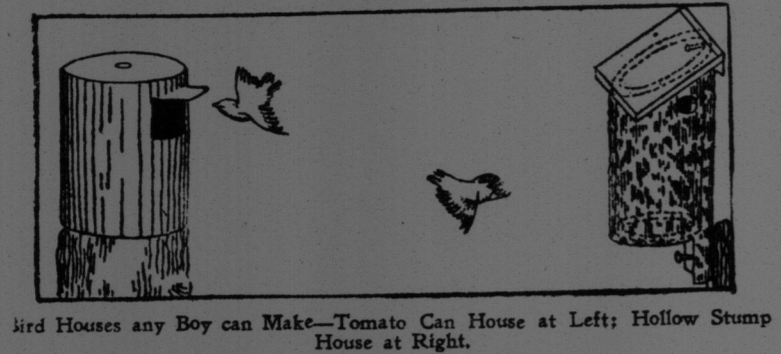 Bird Houses any Boy can Make—Tomato Can House at Left; Hollow Stump
House at Right.